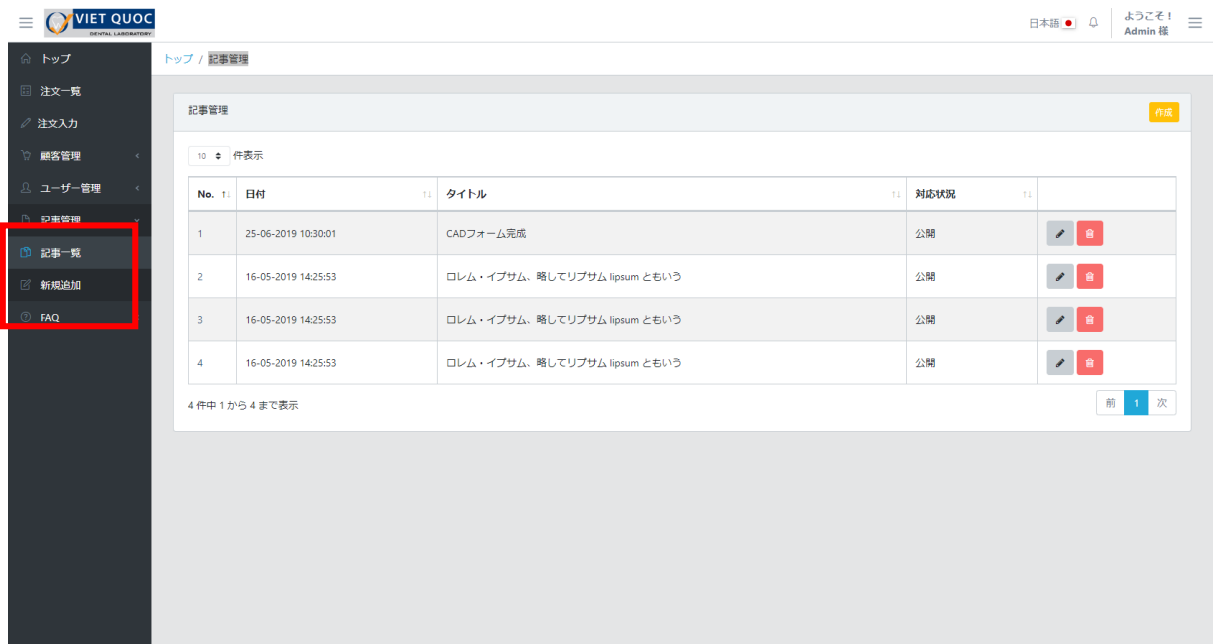 VIET QUOC
DENTAL LABORATORY
日本語
ようこそ！
Admin 様
トップ
注文一覧
注文入力
顧客管理
ユーザー管理
記事管理
記事一覧
新規追加
FAQ
トップ / 記事管理
記事管理
作成
10 件表示
No. 日付 タイトル 対応状況
1 25-06-2019 10:30:01 CADフォーム完成 公開
2 16-05-2019 14:25:53 ロレム・イプサム、略してリプサム lipsum ともいう 公開
3 16-05-2019 14:25:53 ロレム・イプサム、略してリプサム lipsum ともいう 公開
4 16-05-2019 14:25:53 ロレム・イプサム、略してリプサム lipsum ともいう 公開
4 件中 1 から 4 まで表示
前 1 次